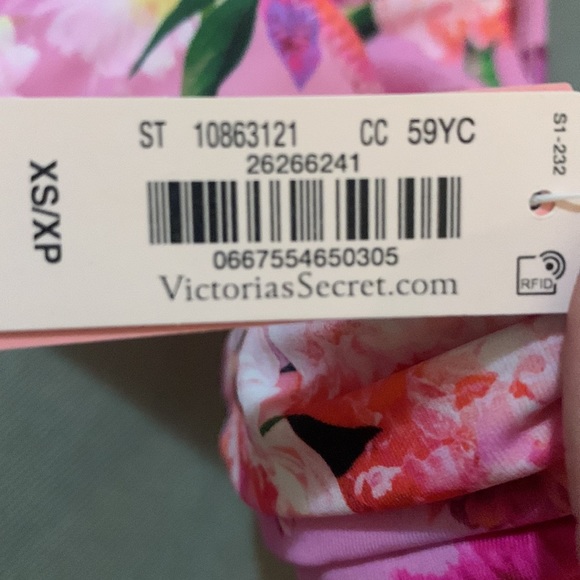 ST 10863121 CC 59YC
26266241
0667554650305
VictoriasSecret.com
XS/XP
S1-232
RFID